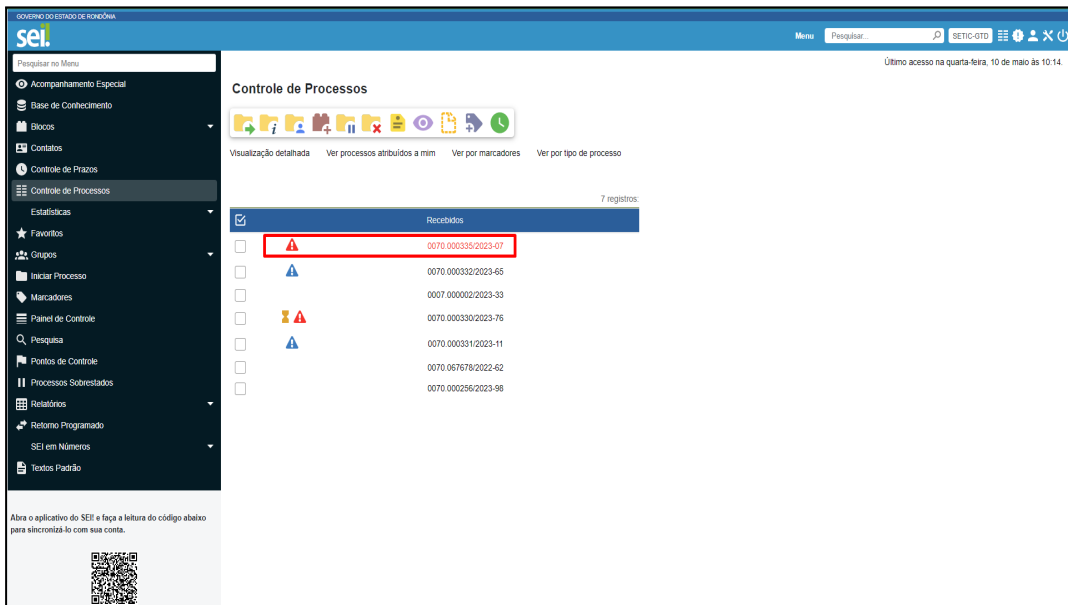 GOVERNO DO ESTADO DE RONDÔNIA
sei!
Menu Pesquisar... SETIC-GTD
Pesquisar no Menu
Último acesso na quarta-feira, 10 de maio às 10:14.
Acompanhamento Especial
Base de Conhecimento
Blocos
Contatos
Controle de Prazos
Controle de Processos
Estatísticas
Favoritos
Grupos
Iniciar Processo
Marcadores
Painel de Controle
Pesquisa
Pontos de Controle
Processos Sobrestados
Relatórios
Retorno Programado
SEI em Números
Textos Padrão
Abra o aplicativo do SEI! e faça a leitura do código abaixo
para sincronizá-lo com sua conta.
Controle de Processos
Visualização detalhada Ver processos atribuídos a mim Ver por marcadores Ver por tipo de processo
7 registros:
Recebidos
0070.000335/2023-07
0070.000332/2023-65
0007.000002/2023-33
0070.000330/2023-76
0070.000331/2023-11
0070.067678/2022-62
0070.000256/2023-98